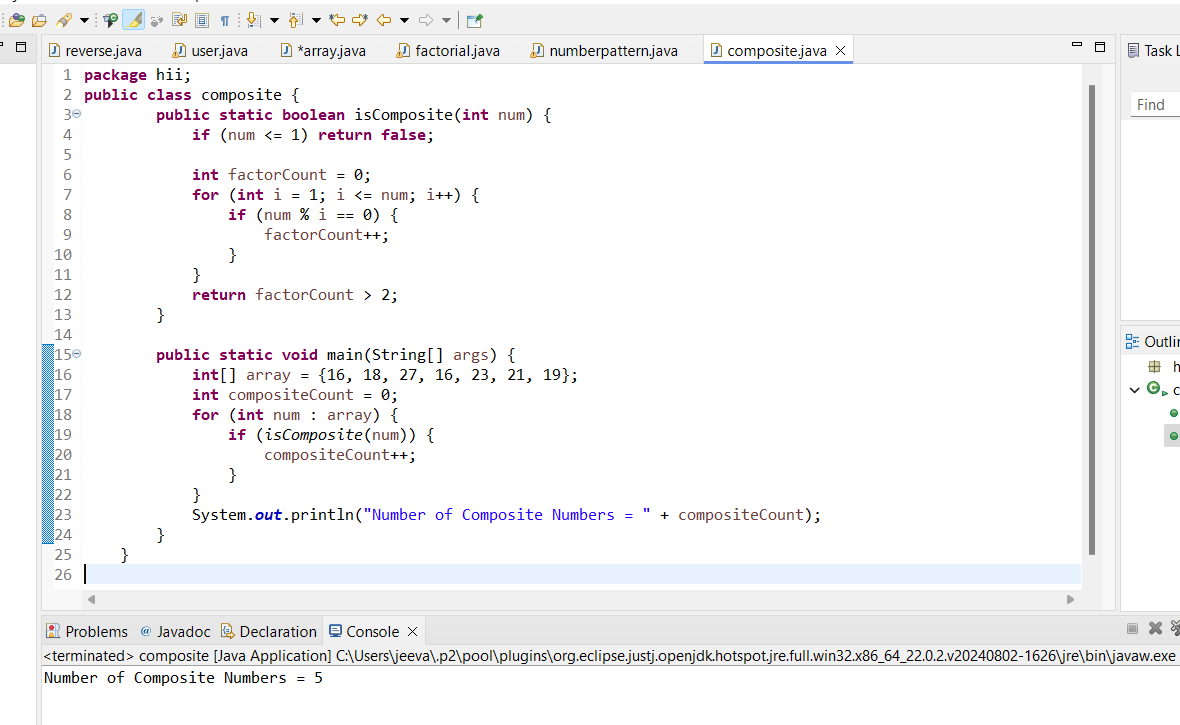 reverse.java user.java *array.java factorial.java numberpattern.java composite.java Task L
1 package hii;
2 public class composite {
3 public static boolean isComposite(int num) {
4 if (num <= 1) return false;
5
6 int factorCount = 0;
7 for (int i = 1; i <= num; i++) {
8 if (num % i == 0) {
9 factorCount++;
10 }
11 }
12 return factorCount > 2;
13 }
14
15 public static void main(String[] args) {
16 int[] array = {16, 18, 27, 16, 23, 21, 19};
17 int compositeCount = 0;
18 for (int num : array) {
19 if (isComposite(num)) {
20 compositeCount++;
21 }
22 }
23 System.out.println("Number of Composite Numbers = " + compositeCount);
24 }
25 }
26
Find
Outlin
h
c
Problems @ Javadoc Declaration Console
<terminated> composite [Java Application] C:\Users\jeeva\.p2\pool\plugins\org.eclipse.justj.openjdk.hotspot.jre.full.win32.x86_64_22.0.2.v20240802-1626\jre\bin\javaw.exe
Number of Composite Numbers = 5